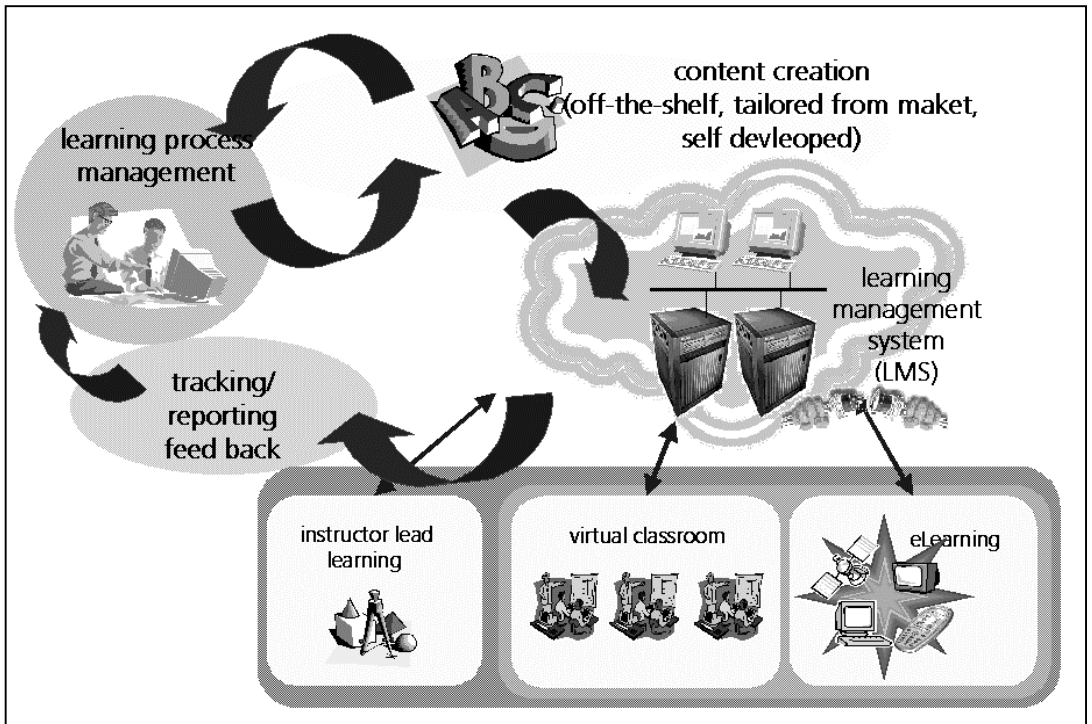 content creation
(off-the-shelf, tailored from maket,
self devleoped)
learning process
management
learning
management
system
(LMS)
tracking/
reporting
feed back
instructor lead
learning
virtual classroom
eLearning